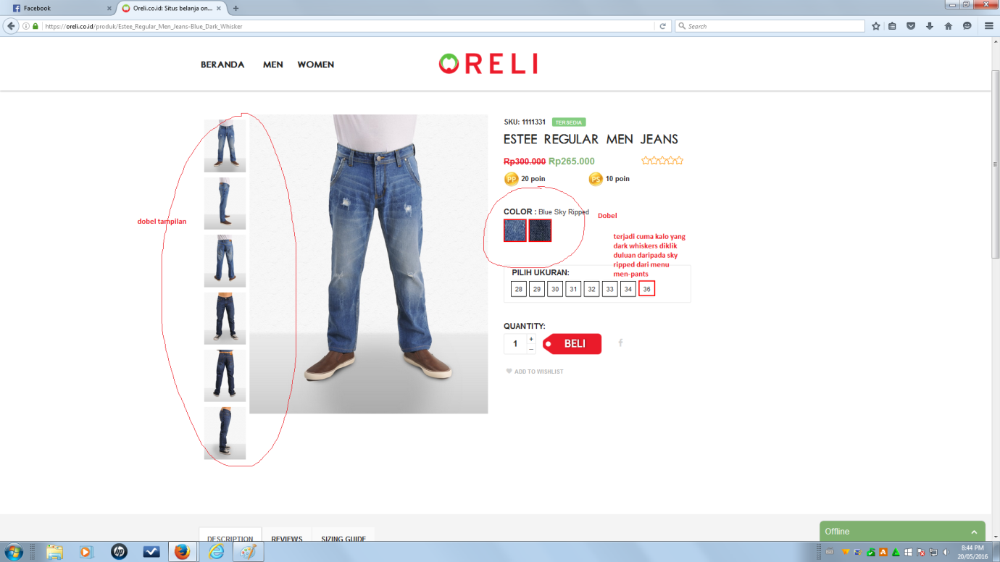 Facebook
Oreli.co.id: Situs belanja on...
https://oreli.co.id/produk/Estee_Regular_Men_Jeans-Blue_Dark_Whisker
Search
BERANDA MEN WOMEN
ORELI
SKU: 1111331 TERSEDIA
ESTEE REGULAR MEN JEANS
Rp300.000 Rp265.000
PP 20 poin PS 10 poin
COLOR : Blue Sky Ripped
Dobel
dobel tampilan
terjadi cuma kalo yang
dark whiskers diklik
duluan daripada sky
ripped dari menu
men-pants
PILIH UKURAN:
28 29 30 31 32 33 34 36
QUANTITY:
1 + –
BELI
f
ADD TO WISHLIST
DESCRIPTION REVIEWS SIZING GUIDE
Offline
hp
8:44 PM
20/05/2016